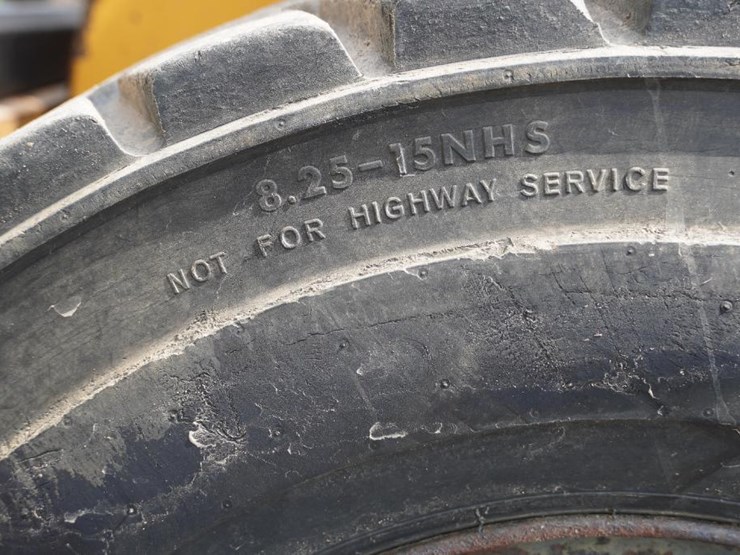 8.25-15NHS
NOT FOR HIGHWAY SERVICE